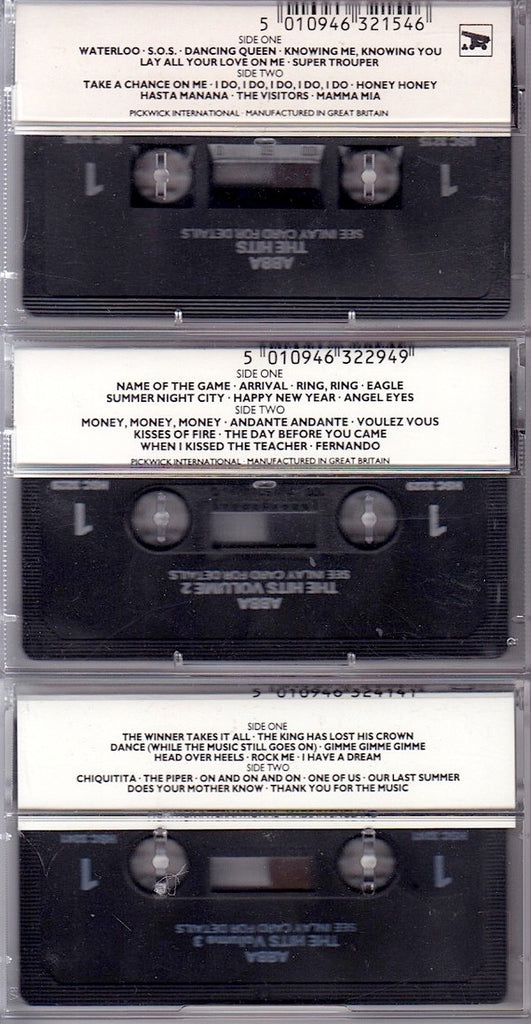 5 010946 321546
SIDE ONE
WATERLOO · S.O.S. · DANCING QUEEN · KNOWING ME, KNOWING YOU
LAY ALL YOUR LOVE ON ME · SUPER TROUPER
SIDE TWO
TAKE A CHANCE ON ME · I DO, I DO, I DO, I DO, I DO · HONEY HONEY
HASTA MANANA · THE VISITORS · MAMMA MIA
PICKWICK INTERNATIONAL · MANUFACTURED IN GREAT BRITAIN
1 1
SEE INLAY CARD FOR DETAILS
THE HITS
ABBA
5 010946 322949
SIDE ONE
NAME OF THE GAME · ARRIVAL · RING, RING · EAGLE
SUMMER NIGHT CITY · HAPPY NEW YEAR · ANGEL EYES
SIDE TWO
MONEY, MONEY, MONEY · ANDANTE ANDANTE · VOULEZ VOUS
KISSES OF FIRE · THE DAY BEFORE YOU CAME
WHEN I KISSED THE TEACHER · FERNANDO
PICKWICK INTERNATIONAL · MANUFACTURED IN GREAT BRITAIN
1 1
SEE INLAY CARD FOR DETAILS
THE HITS VOLUME 2
ABBA
5 010946 324141
SIDE ONE
THE WINNER TAKES IT ALL · THE KING HAS LOST HIS CROWN
DANCE (WHILE THE MUSIC STILL GOES ON) · GIMME GIMME GIMME
HEAD OVER HEELS · ROCK ME · I HAVE A DREAM
SIDE TWO
CHIQUITITA · THE PIPER · ON AND ON AND ON · ONE OF US · OUR LAST SUMMER
DOES YOUR MOTHER KNOW · THANK YOU FOR THE MUSIC
1 1
SEE INLAY CARD FOR DETAILS
THE HITS Volume 3
ABBA